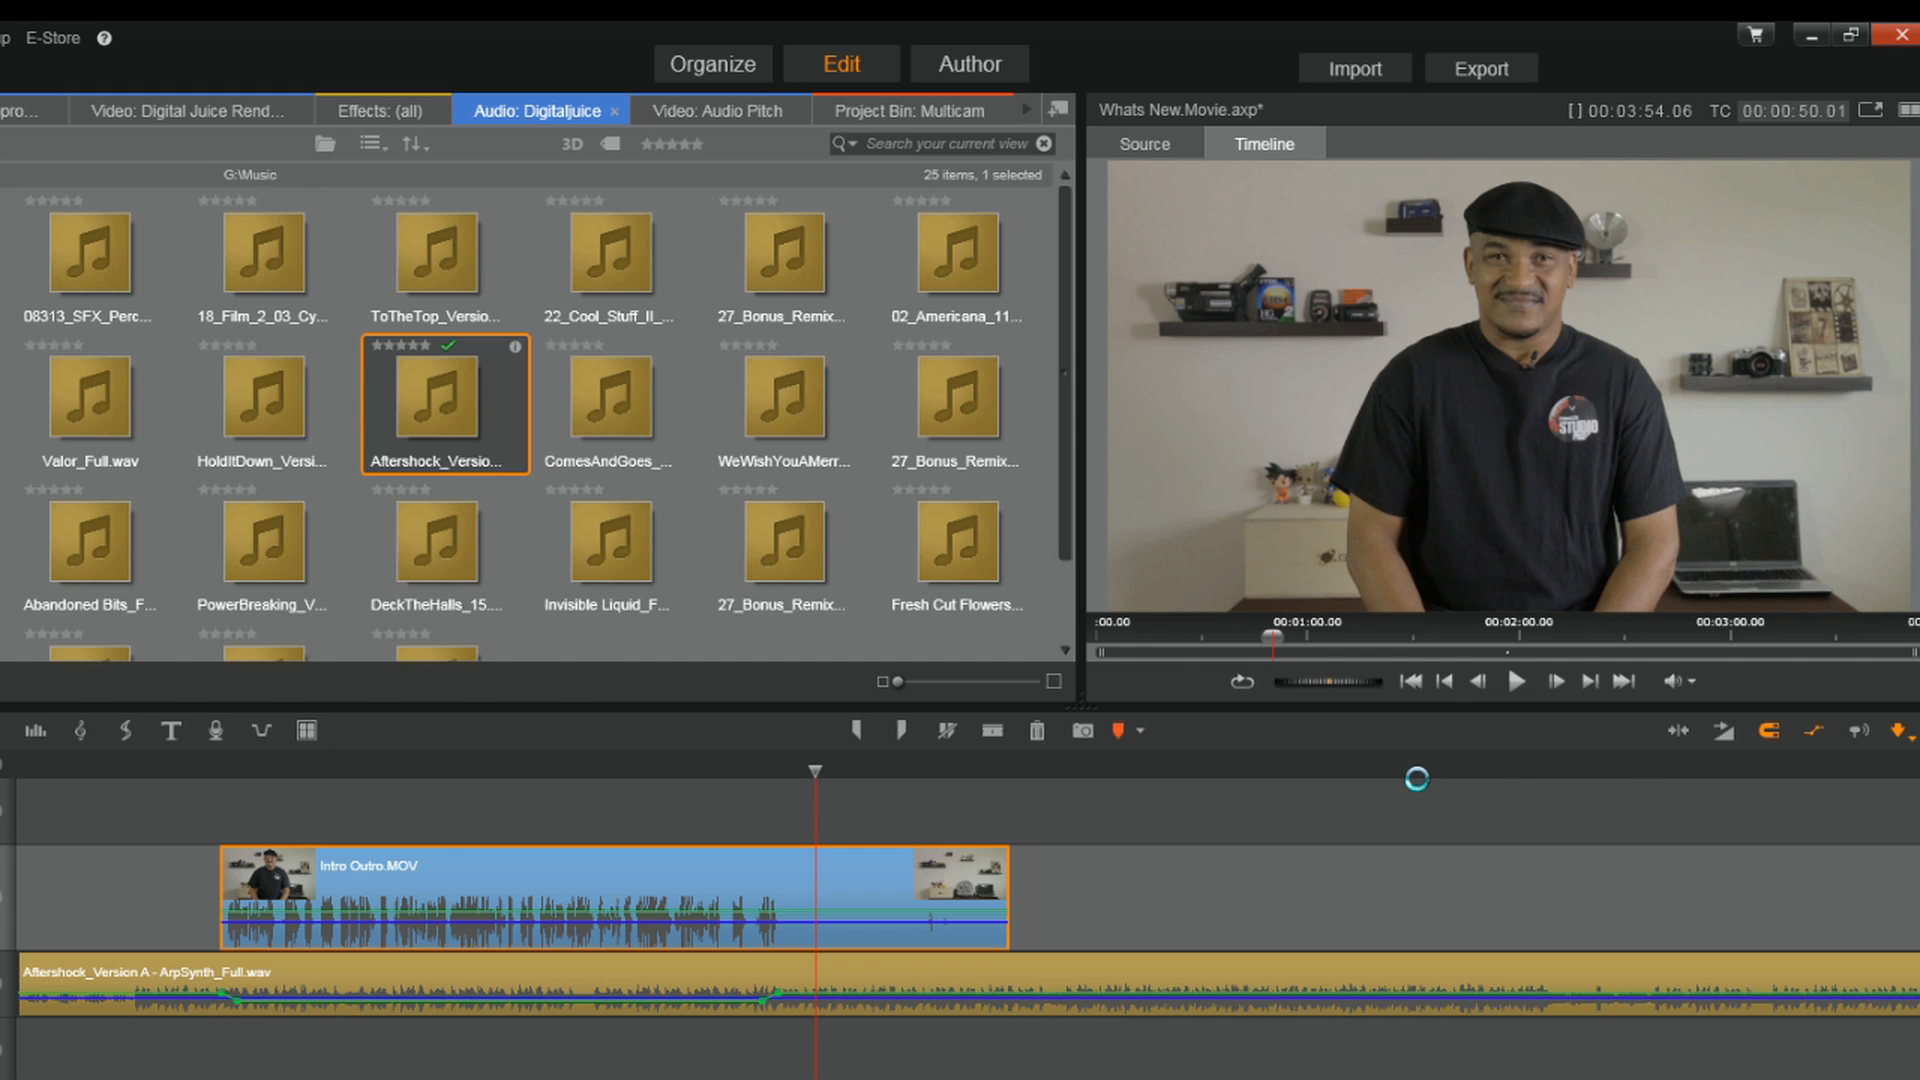 up E-Store ?
Organize Edit Author
Import Export
pro... Video: Digital Juice Rend... Effects: (all) Audio: Digitaljuice × Video: Audio Pitch Project Bin: Multicam
Whats New.Movie.axp* [ ] 00:03:54.06 TC 00:00:50.01
3D Search your current view
Source Timeline
G:\Music 25 items, 1 selected
08313_SFX_Perc... 18_Film_2_03_Cy... ToTheTop_Versio... 22_Cool_Stuff_II_... 27_Bonus_Remix... 02_Americana_11...
Valor_Full.wav HoldItDown_Versi... Aftershock_Versio... ComesAndGoes_... WeWishYouAMerr... 27_Bonus_Remix...
Abandoned Bits_F... PowerBreaking_V... DeckTheHalls_15.... Invisible Liquid_F... 27_Bonus_Remix... Fresh Cut Flowers...
STUDIO
:00.00 00:01:00.00 00:02:00.00 00:03:00.00 00
Intro Outro.MOV
Aftershock_Version A - ArpSynth_Full.wav